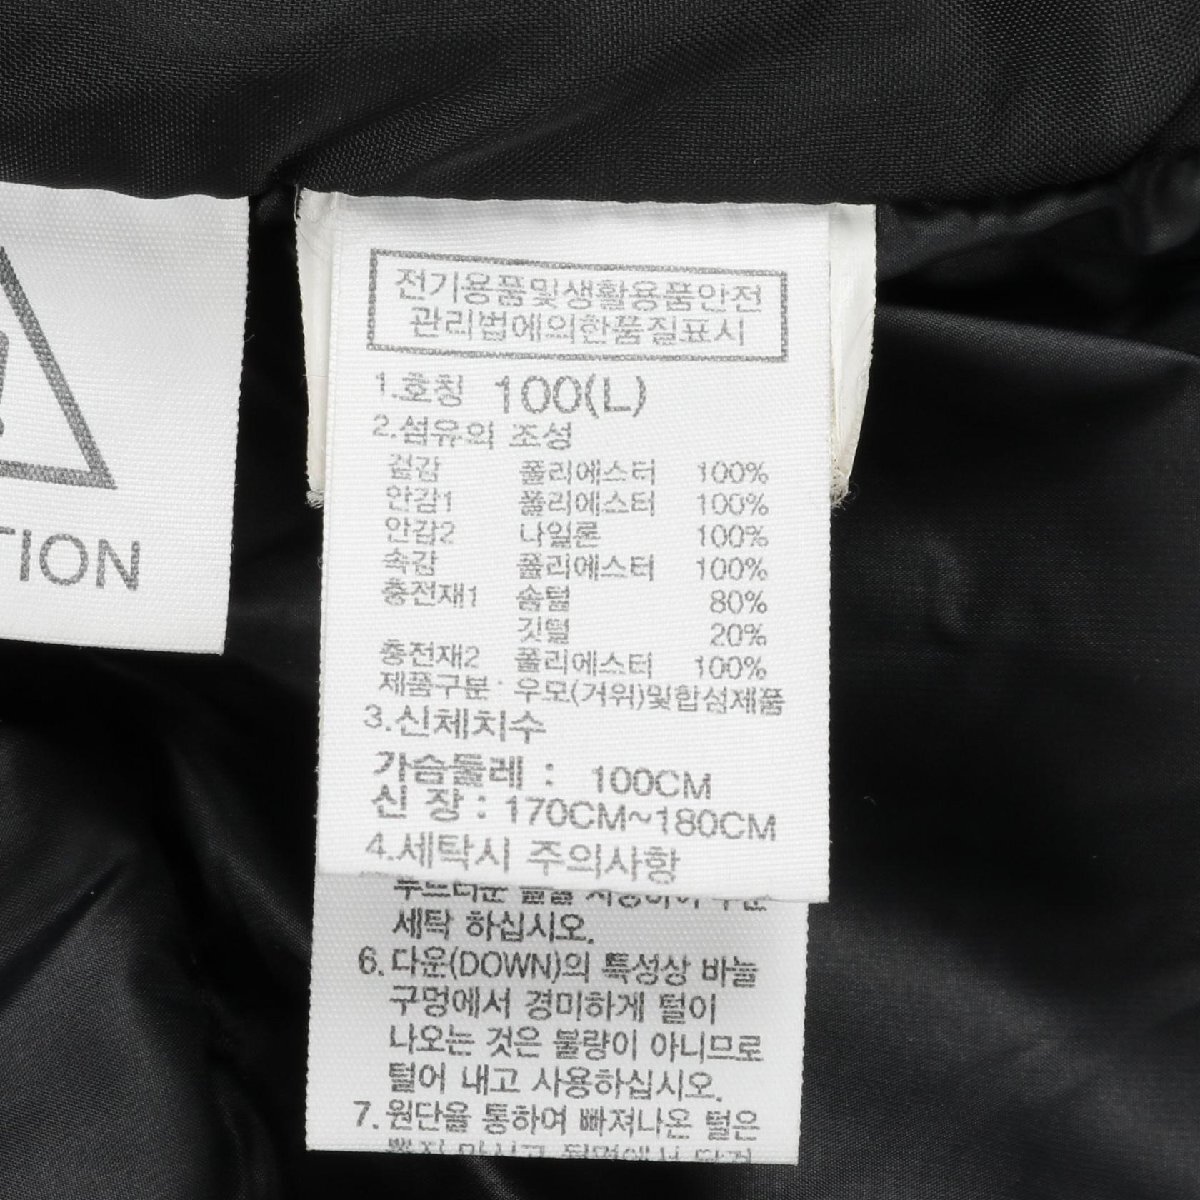 TION
전기용품및생활용품안전
관리법에의한품질표시
1.호칭 100(L)
2.섬유의 조성
겉감 폴리에스터 100%
안감1 폴리에스터 100%
안감2 나일론 100%
속감 폴리에스터 100%
충전재1 솜털 80%
깃털 20%
충전재2 폴리에스터 100%
제품구분 : 우모(거위)및합성제품
3.신체치수
가슴둘레 : 100CM
신 장 : 170CM~180CM
4.세탁시 주의사항
세탁 하십시오.
6. 다운(DOWN)의 특성상 바늘
구멍에서 경미하게 털이
나오는 것은 불량이 아니므로
털어 내고 사용하십시오.
7. 원단을 통하여 빠져나온 털은